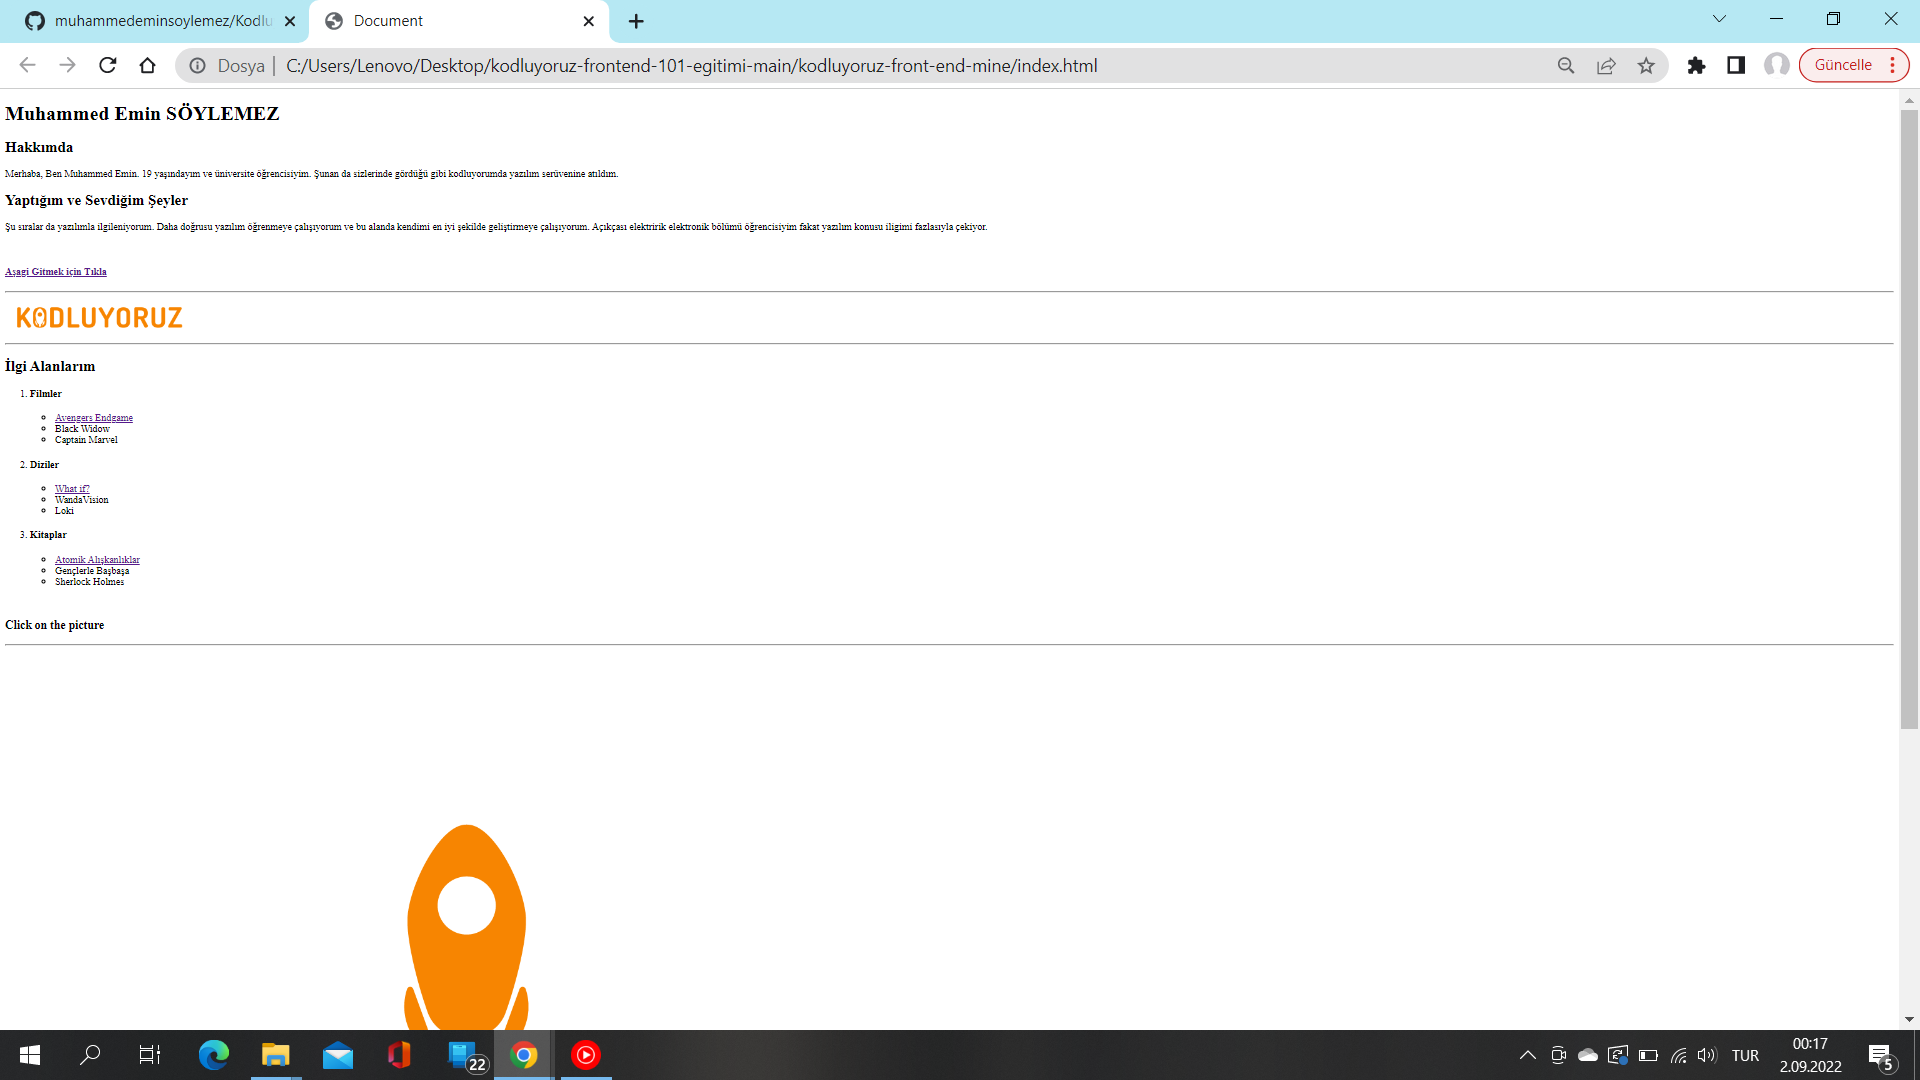 muhammedeminsoylemez/Kodlu
Document
Dosya | C:/Users/Lenovo/Desktop/kodluyoruz-frontend-101-egitimi-main/kodluyoruz-front-end-mine/index.html
Güncelle
Muhammed Emin SÖYLEMEZ
Hakkımda
Merhaba, Ben Muhammed Emin. 19 yaşındayım ve üniversite öğrencisiyim. Şunan da sizlerinde gördüğü gibi kodluyorumda yazılım serüvenine atıldım.
Yaptığım ve Sevdiğim Şeyler
Şu sıralar da yazılımla ilgileniyorum. Daha doğrusu yazılım öğrenmeye çalışıyorum ve bu alanda kendimi en iyi şekilde geliştirmeye çalışıyorum. Açıkçası elektririk elektronik bölümü öğrencisiyim fakat yazılım konusu iligimi fazlasıyla çekiyor.
Aşagi Gitmek için Tıkla
KODLUYORUZ
İlgi Alanlarım
1. Filmler
Avengers Endgame
Black Widow
Captain Marvel
2. Diziler
What if?
WandaVision
Loki
3. Kitaplar
Atomik Alışkanlıklar
Gençlerle Başbaşa
Sherlock Holmes
Click on the picture
22
TUR
00:17
2.09.2022
5